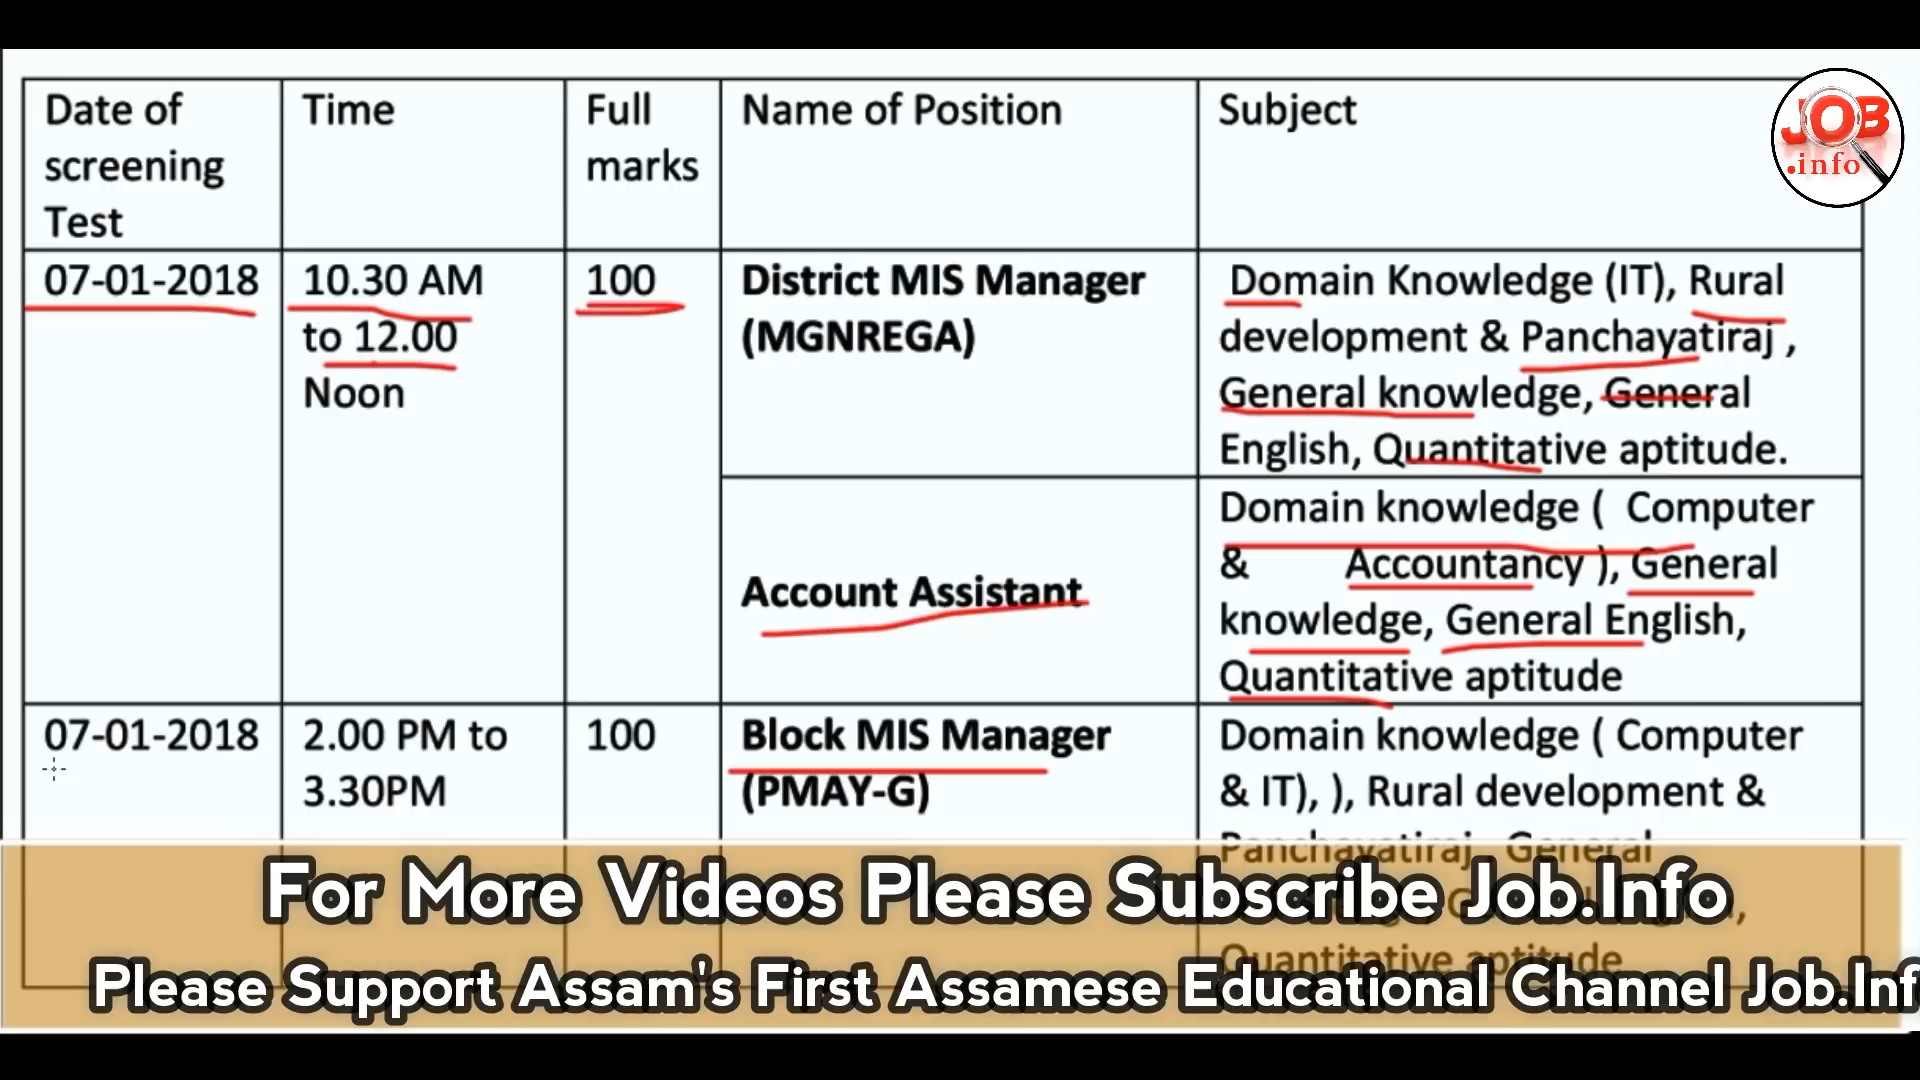 Date of screening Test
Time
Full marks
Name of Position
Subject
JOB
.info
07-01-2018
10.30 AM
to 12.00
Noon
100
District MIS Manager
(MGNREGA)
Domain Knowledge (IT), Rural
development & Panchayatiraj ,
General knowledge, General
English, Quantitative aptitude.
Account Assistant
Domain knowledge ( Computer
& Accountancy ), General
knowledge, General English,
Quantitative aptitude
07-01-2018
2.00 PM to
3.30PM
100
Block MIS Manager
(PMAY-G)
Domain knowledge ( Computer
& IT), ), Rural development &
Panchayatiraj, General
Quantitative aptitude
For More Videos Please Subscribe Job.Info
Please Support Assam's First Assamese Educational Channel Job.Inf